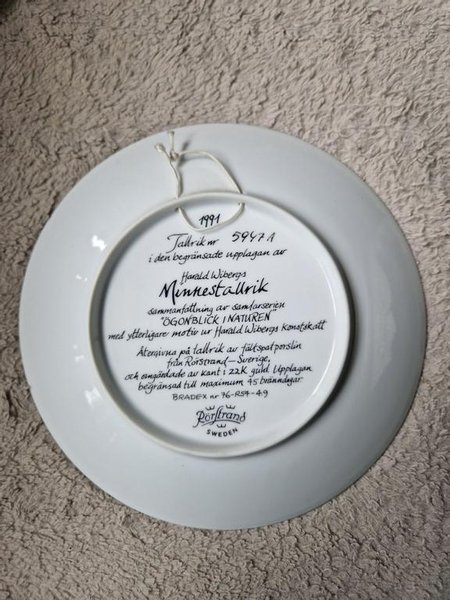 1991
Tallrik nr 5947 1
i den begränsade upplagan av
Harald Wibergs
Minnestallrik
sammanfattning av samlarserien
"ÖGONBLICK I NATUREN"
med ytterligare motiv ur Harald Wibergs konstskatt
Återgivna på tallrik av fältspatporslin
från Rörstrand-Sverige,
och omgärdade av kant i 22K guld. Upplagan
begränsad till maximum 45 bränndagar
BRADEX nr 76-R54-4.9
Rörstrand
SWEDEN